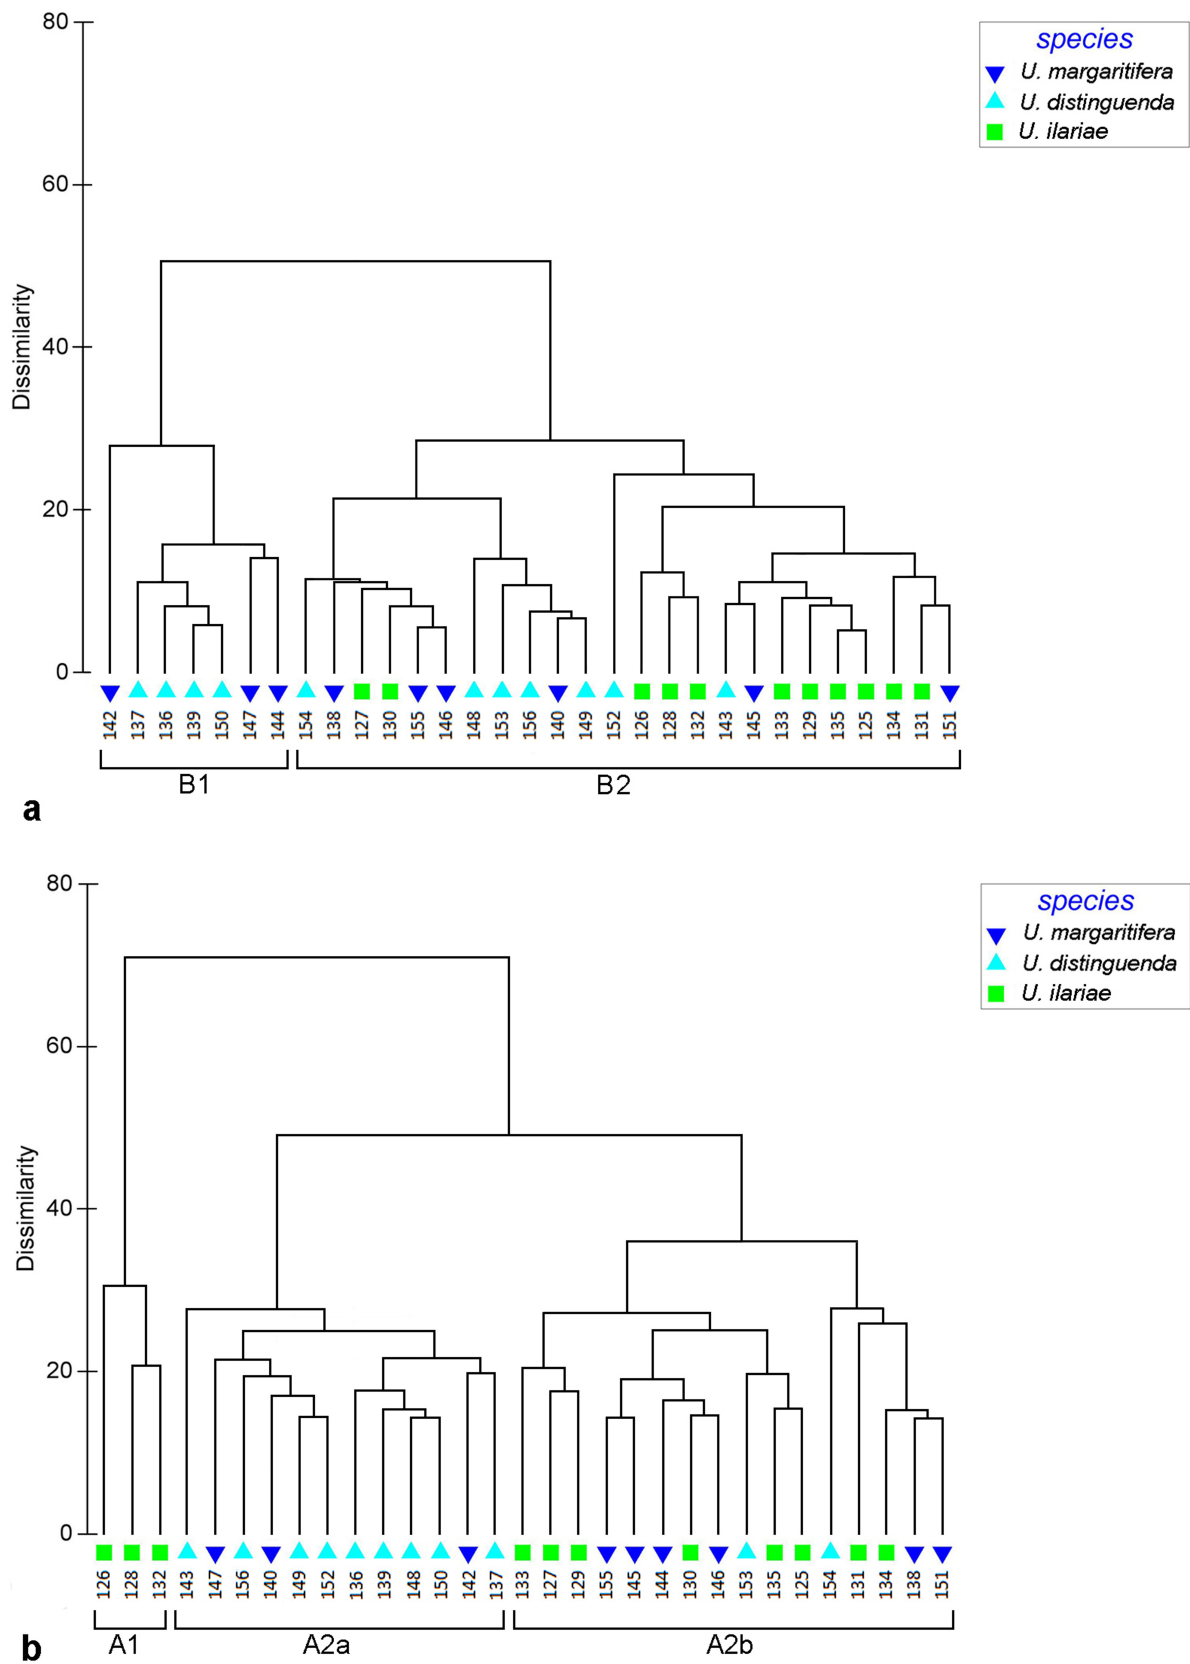 80
60
40
20
0
Dissimilarity
species
U. margaritifera
U. distinguenda
U. ilariae
142 137 136 139 150 147 144 154 138 127 130 155 146 148 153 156 140 149 152 126 128 132 143 145 133 129 135 125 134 131 151
B1 B2
a
80
60
40
20
0
Dissimilarity
species
U. margaritifera
U. distinguenda
U. ilariae
126 128 132 143 147 156 140 149 152 136 139 148 150 142 137 133 127 129 155 145 144 130 146 153 135 125 154 131 134 138 151
A1 A2a A2b
b